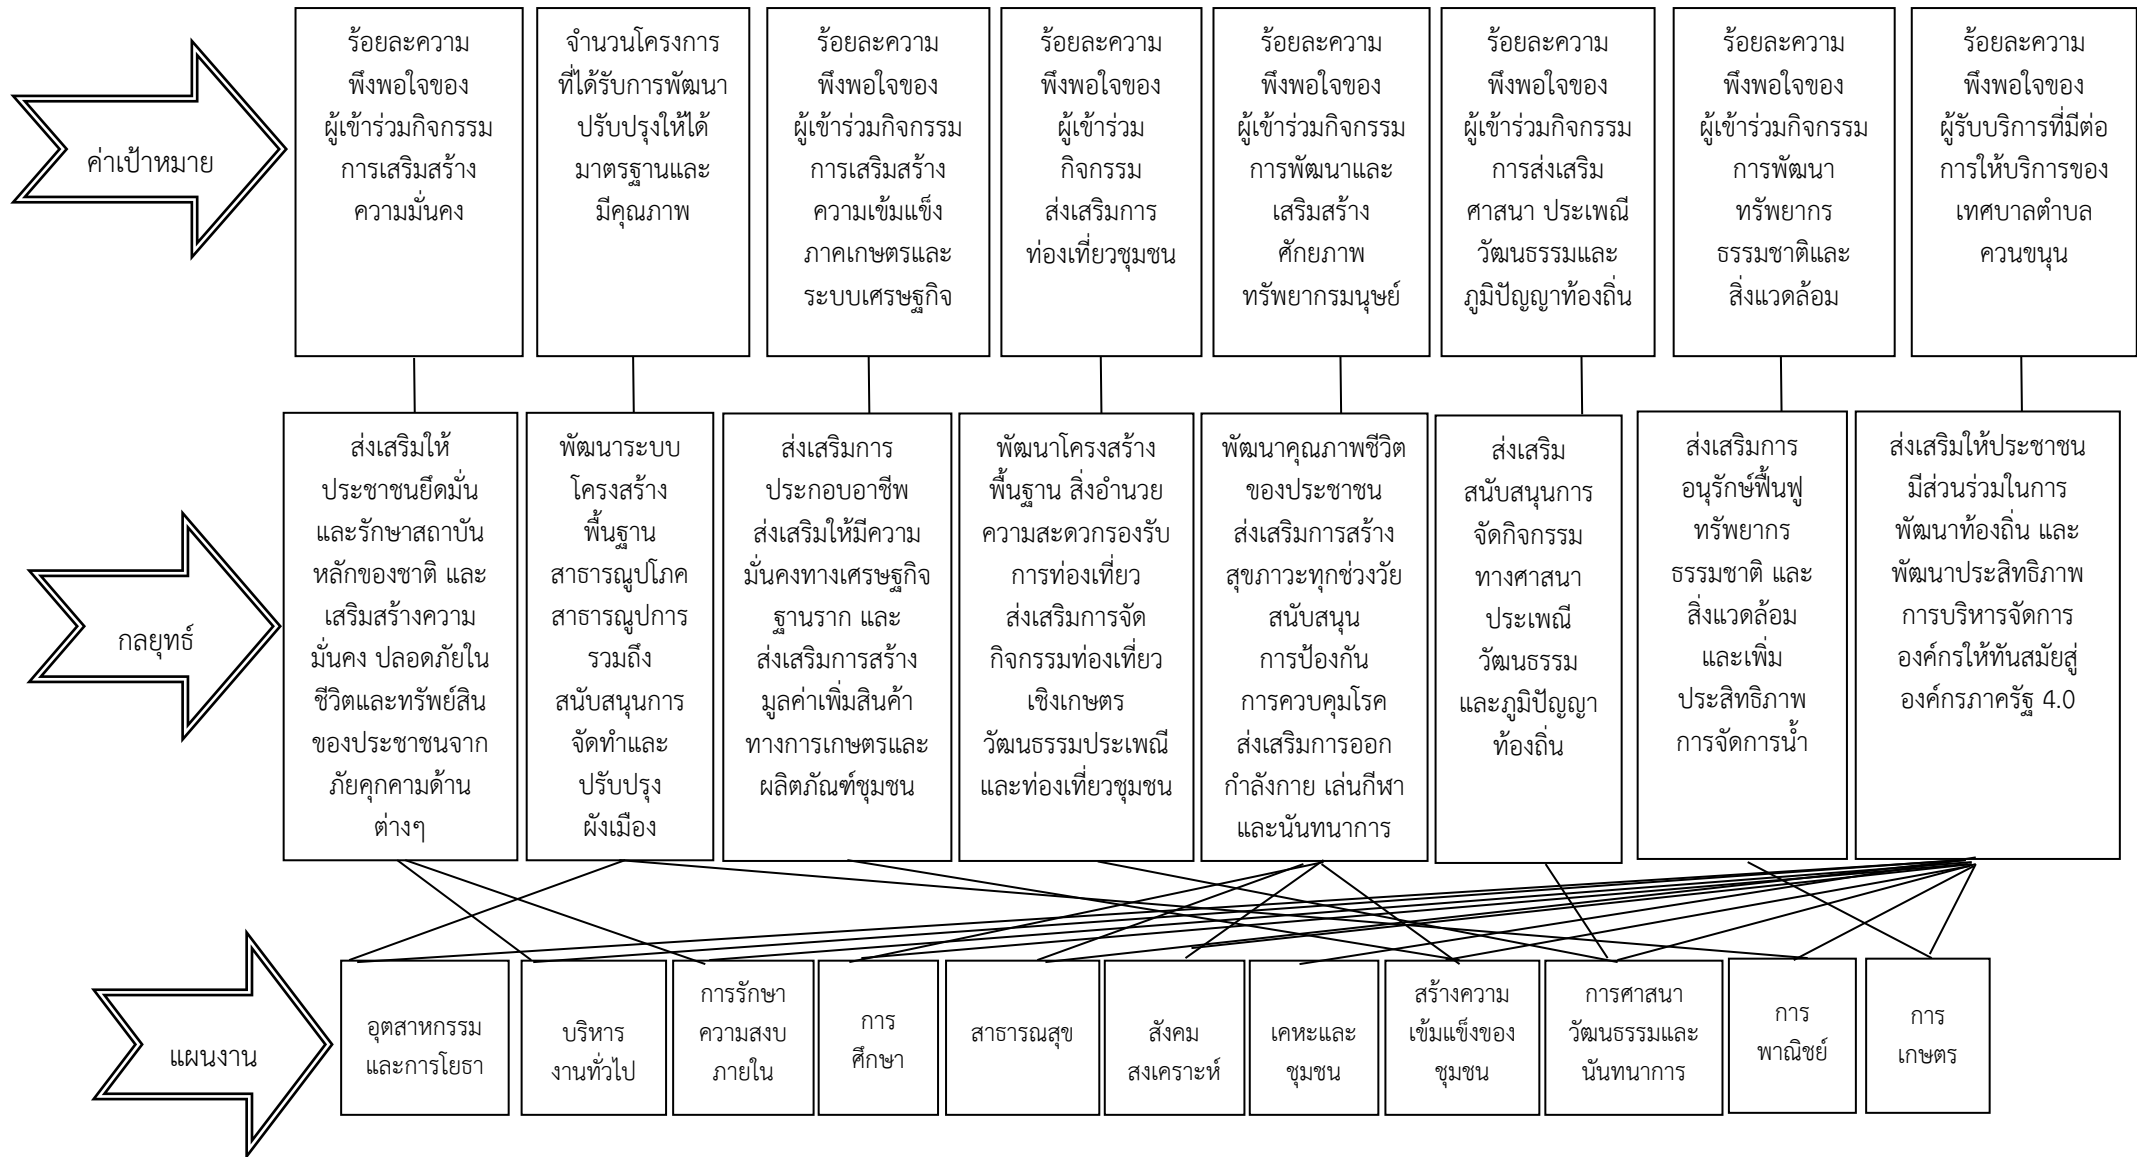 ค่าเป้าหมาย
ร้อยละความ
พึงพอใจของ
ผู้เข้าร่วมกิจกรรม
การเสริมสร้าง
ความมั่นคง
จำนวนโครงการ
ที่ได้รับการพัฒนา
ปรับปรุงให้ได้
มาตรฐานและ
มีคุณภาพ
ร้อยละความ
พึงพอใจของ
ผู้เข้าร่วมกิจกรรม
การเสริมสร้าง
ความเข้มแข็ง
ภาคเกษตรและ
ระบบเศรษฐกิจ
ร้อยละความ
พึงพอใจของ
ผู้เข้าร่วม
กิจกรรม
ส่งเสริมการ
ท่องเที่ยวชุมชน
ร้อยละความ
พึงพอใจของ
ผู้เข้าร่วมกิจกรรม
การพัฒนาและ
เสริมสร้าง
ศักยภาพ
ทรัพยากรมนุษย์
ร้อยละความ
พึงพอใจของ
ผู้เข้าร่วมกิจกรรม
การส่งเสริม
ศาสนา ประเพณี
วัฒนธรรมและ
ภูมิปัญญาท้องถิ่น
ร้อยละความ
พึงพอใจของ
ผู้เข้าร่วมกิจกรรม
การพัฒนา
ทรัพยากร
ธรรมชาติและ
สิ่งแวดล้อม
ร้อยละความ
พึงพอใจของ
ผู้รับบริการที่มีต่อ
การให้บริการของ
เทศบาลตำบล
ควนขนุน
กลยุทธ์
ส่งเสริมให้
ประชาชนยึดมั่น
และรักษาสถาบัน
หลักของชาติ และ
เสริมสร้างความ
มั่นคง ปลอดภัยใน
ชีวิตและทรัพย์สิน
ของประชาชนจาก
ภัยคุกคามด้าน
ต่างๆ
พัฒนาระบบ
โครงสร้าง
พื้นฐาน
สาธารณูปโภค
สาธารณูปการ
รวมถึง
สนับสนุนการ
จัดทำและ
ปรับปรุง
ผังเมือง
ส่งเสริมการ
ประกอบอาชีพ
ส่งเสริมให้มีความ
มั่นคงทางเศรษฐกิจ
ฐานราก และ
ส่งเสริมการสร้าง
มูลค่าเพิ่มสินค้า
ทางการเกษตรและ
ผลิตภัณฑ์ชุมชน
พัฒนาโครงสร้าง
พื้นฐาน สิ่งอำนวย
ความสะดวกรองรับ
การท่องเที่ยว
ส่งเสริมการจัด
กิจกรรมท่องเที่ยว
เชิงเกษตร
วัฒนธรรมประเพณี
และท่องเที่ยวชุมชน
พัฒนาคุณภาพชีวิต
ของประชาชน
ส่งเสริมการสร้าง
สุขภาวะทุกช่วงวัย
สนับสนุน
การป้องกัน
การควบคุมโรค
ส่งเสริมการออก
กำลังกาย เล่นกีฬา
และนันทนาการ
ส่งเสริม
สนับสนุนการ
จัดกิจกรรม
ทางศาสนา
ประเพณี
วัฒนธรรม
และภูมิปัญญา
ท้องถิ่น
ส่งเสริมการ
อนุรักษ์ฟื้นฟู
ทรัพยากร
ธรรมชาติ และ
สิ่งแวดล้อม
และเพิ่ม
ประสิทธิภาพ
การจัดการน้ำ
ส่งเสริมให้ประชาชน
มีส่วนร่วมในการ
พัฒนาท้องถิ่น และ
พัฒนาประสิทธิภาพ
การบริหารจัดการ
องค์กรให้ทันสมัยสู่
องค์กรภาครัฐ 4.0
แผนงาน
อุตสาหกรรม
และการโยธา
บริหาร
งานทั่วไป
การรักษา
ความสงบ
ภายใน
การ
ศึกษา
สาธารณสุข
สังคม
สงเคราะห์
เคหะและ
ชุมชน
สร้างความ
เข้มแข็งของ
ชุมชน
การศาสนา
วัฒนธรรมและ
นันทนาการ
การ
พาณิชย์
การ
เกษตร